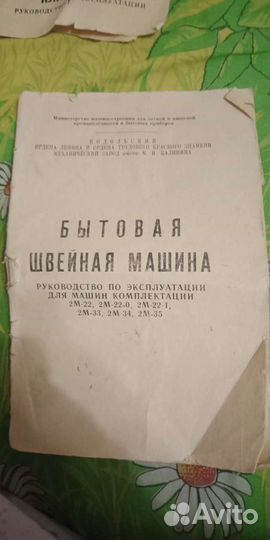 ЭКСПЛУАТАЦИИ
РУКОВОДСТВО
Министерство машиностроения для легкой и пищевой
промышленности и бытовых приборов
ПОДОЛЬСКИЙ
ОРДЕНА ЛЕНИНА И ОРДЕНА ТРУДОВОГО КРАСНОГО ЗНАМЕНИ
МЕХАНИЧЕСКИЙ ЗАВОД имени М. И. КАЛИНИНА
БЫТОВАЯ
ШВЕЙНАЯ МАШИНА
РУКОВОДСТВО ПО ЭКСПЛУАТАЦИИ
ДЛЯ МАШИН КОМПЛЕКТАЦИИ
2М-22, 2М-22-0, 2М-22-1,
2М-33, 2М-34, 2М-35
Avito